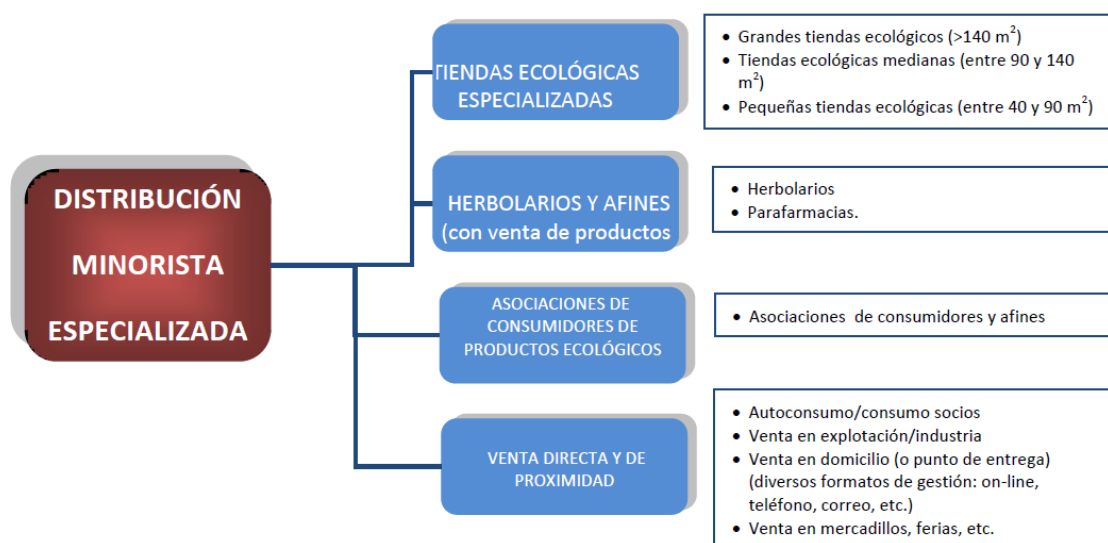 DISTRIBUCIÓN
MINORISTA
ESPECIALIZADA
TIENDAS ECOLÓGICAS
ESPECIALIZADAS
• Grandes tiendas ecológicos (>140 m²)
• Tiendas ecológicas medianas (entre 90 y 140
m²)
• Pequeñas tiendas ecológicas (entre 40 y 90 m²)
HERBOLARIOS Y AFINES
(con venta de productos
• Herbolarios
• Parafarmacias.
ASOCIACIONES DE
CONSUMIDORES DE
PRODUCTOS ECOLÓGICOS
• Asociaciones de consumidores y afines
VENTA DIRECTA Y DE
PROXIMIDAD
• Autoconsumo/consumo socios
• Venta en explotación/industria
• Venta en domicilio (o punto de entrega)
(diversos formatos de gestión: on-line,
teléfono, correo, etc.)
• Venta en mercadillos, ferias, etc.